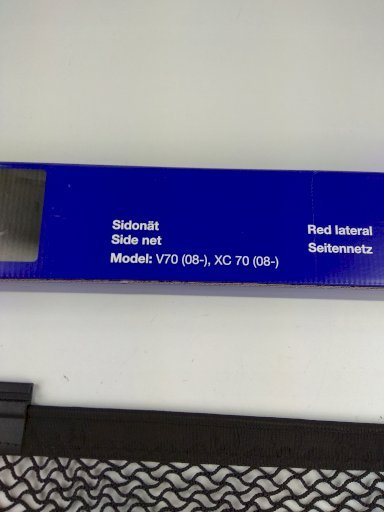 Sidonät
Side net
Model: V70 (08-), XC 70 (08-)
Red lateral
Seitennetz